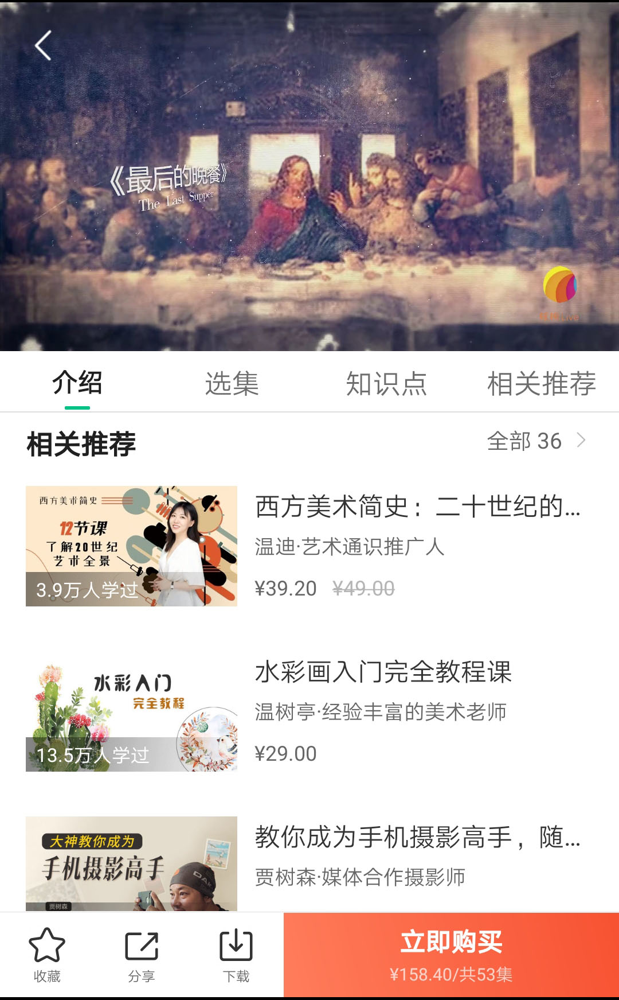 《最后的晚餐》
The Last Supper
Live
介绍
选集
知识点
相关推荐
相关推荐
全部 36
西方美术简史
12节课
了解20世纪
艺术全景
3.9万人学过
西方美术简史：二十世纪的...
温迪·艺术通识推广人
¥39.20 ¥49.00
水彩入门
完全教程
13.5万人学过
水彩画入门完全教程课
温树亭·经验丰富的美术老师
¥29.00
大神教你成为
手机摄影高手
贾树森
教你成为手机摄影高手，随...
贾树森·媒体合作摄影师
收藏
分享
下载
立即购买
¥158.40/共53集